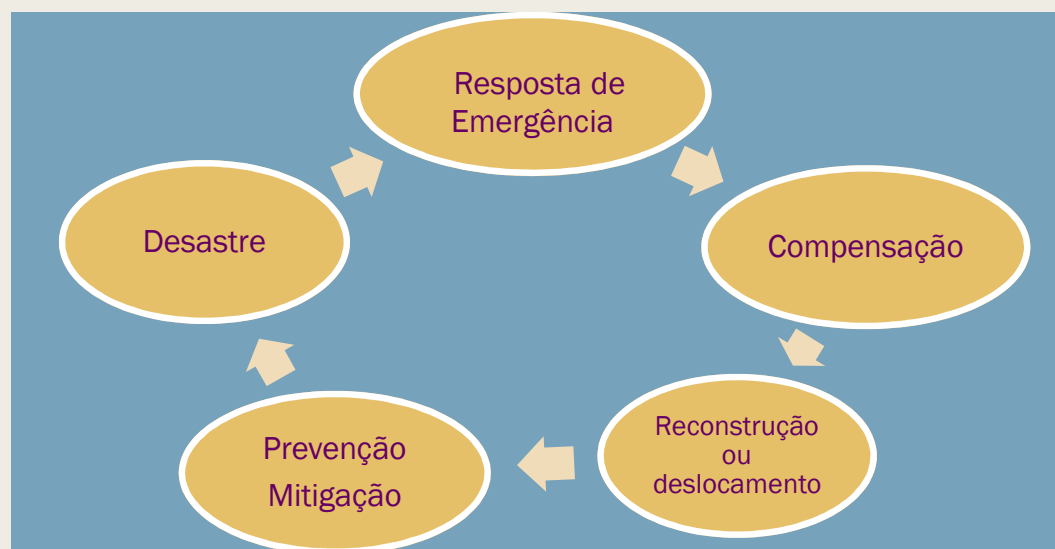 Resposta de
Emergência
Desastre
Compensação
Prevenção
Mitigação
Reconstrução
ou
deslocamento